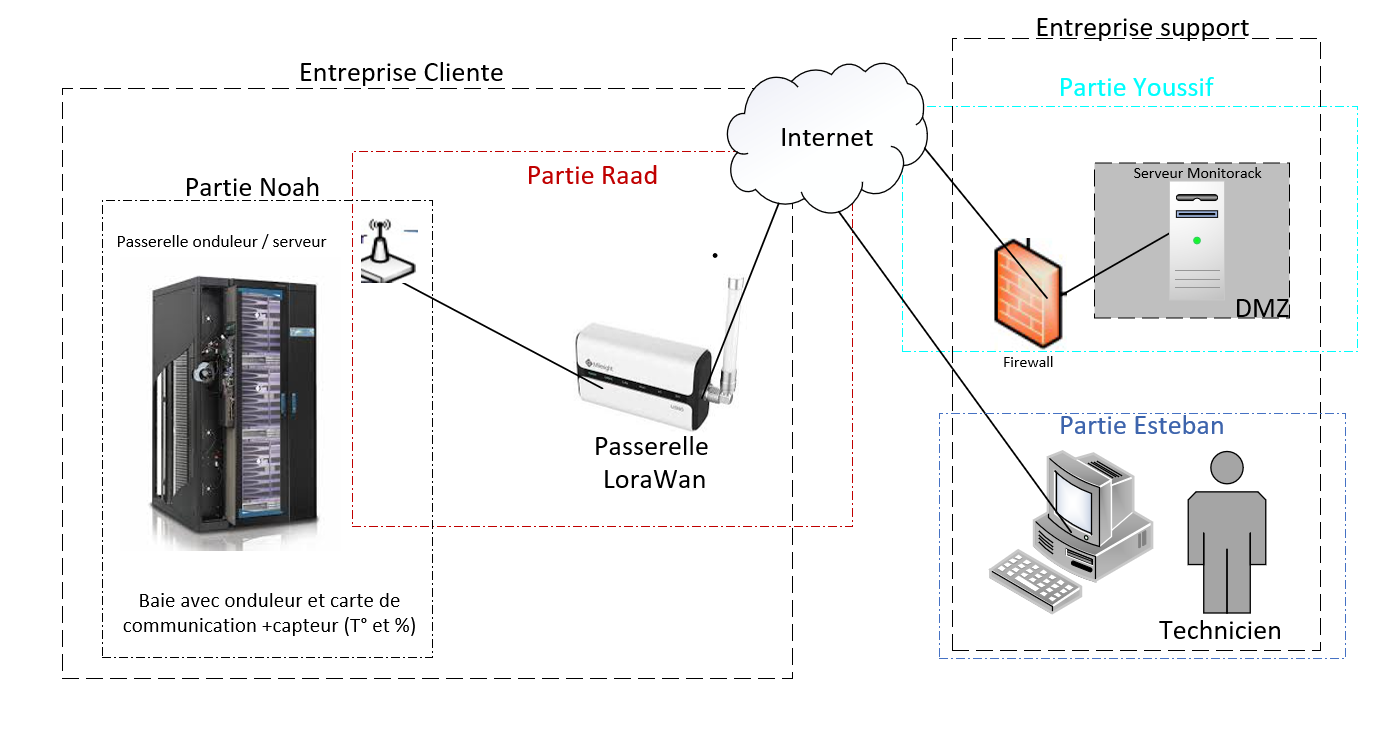 Entreprise support
Entreprise Cliente
Partie Youssif
Internet
Partie Raad
Serveur Monitorack
Partie Noah
Passerelle onduleur / serveur
DMZ
Firewall
Milesight
Passerelle
LoraWan
Partie Esteban
Baie avec onduleur et carte de
communication +capteur (T° et %)
Technicien